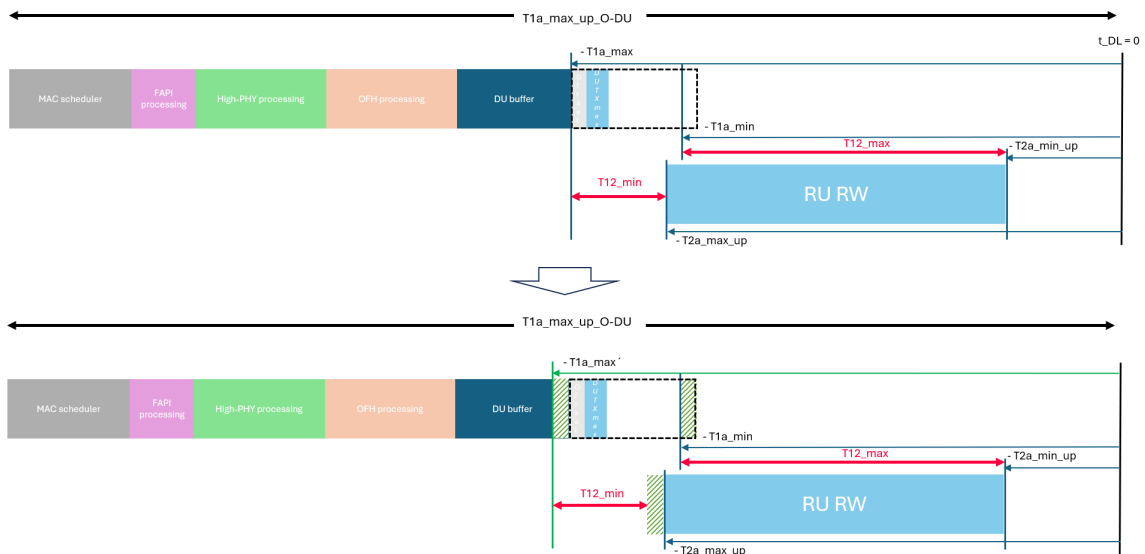 T1a_max_up_O-DU
t_DL = 0
- T1a_max
MAC scheduler
FAPI processing
High-PHY processing
OFH processing
DU buffer
DUTXmax
- T1a_min
T12_max
- T2a_min_up
T12_min
RU RW
- T2a_max_up
T1a_max_up_O-DU
- T1a_max´
MAC scheduler
FAPI processing
High-PHY processing
OFH processing
DU buffer
DUTXmax
- T1a_min
T12_max
- T2a_min_up
T12_min
RU RW
- T2a_max_up